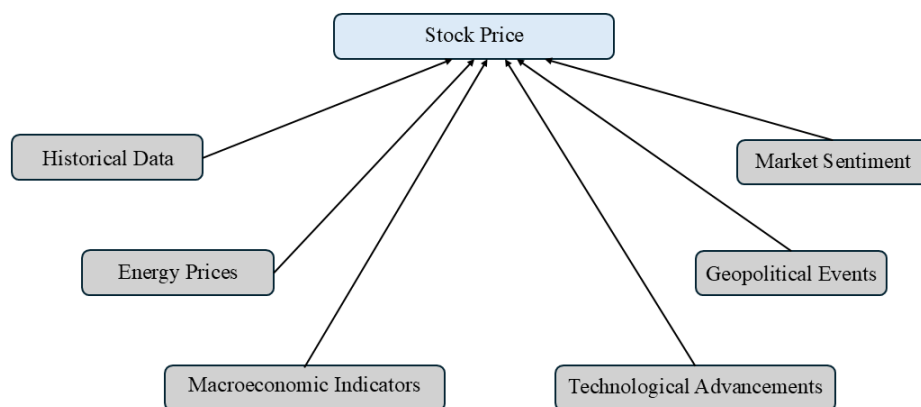 Stock Price
Historical Data
Market Sentiment
Energy Prices
Geopolitical Events
Macroeconomic Indicators
Technological Advancements